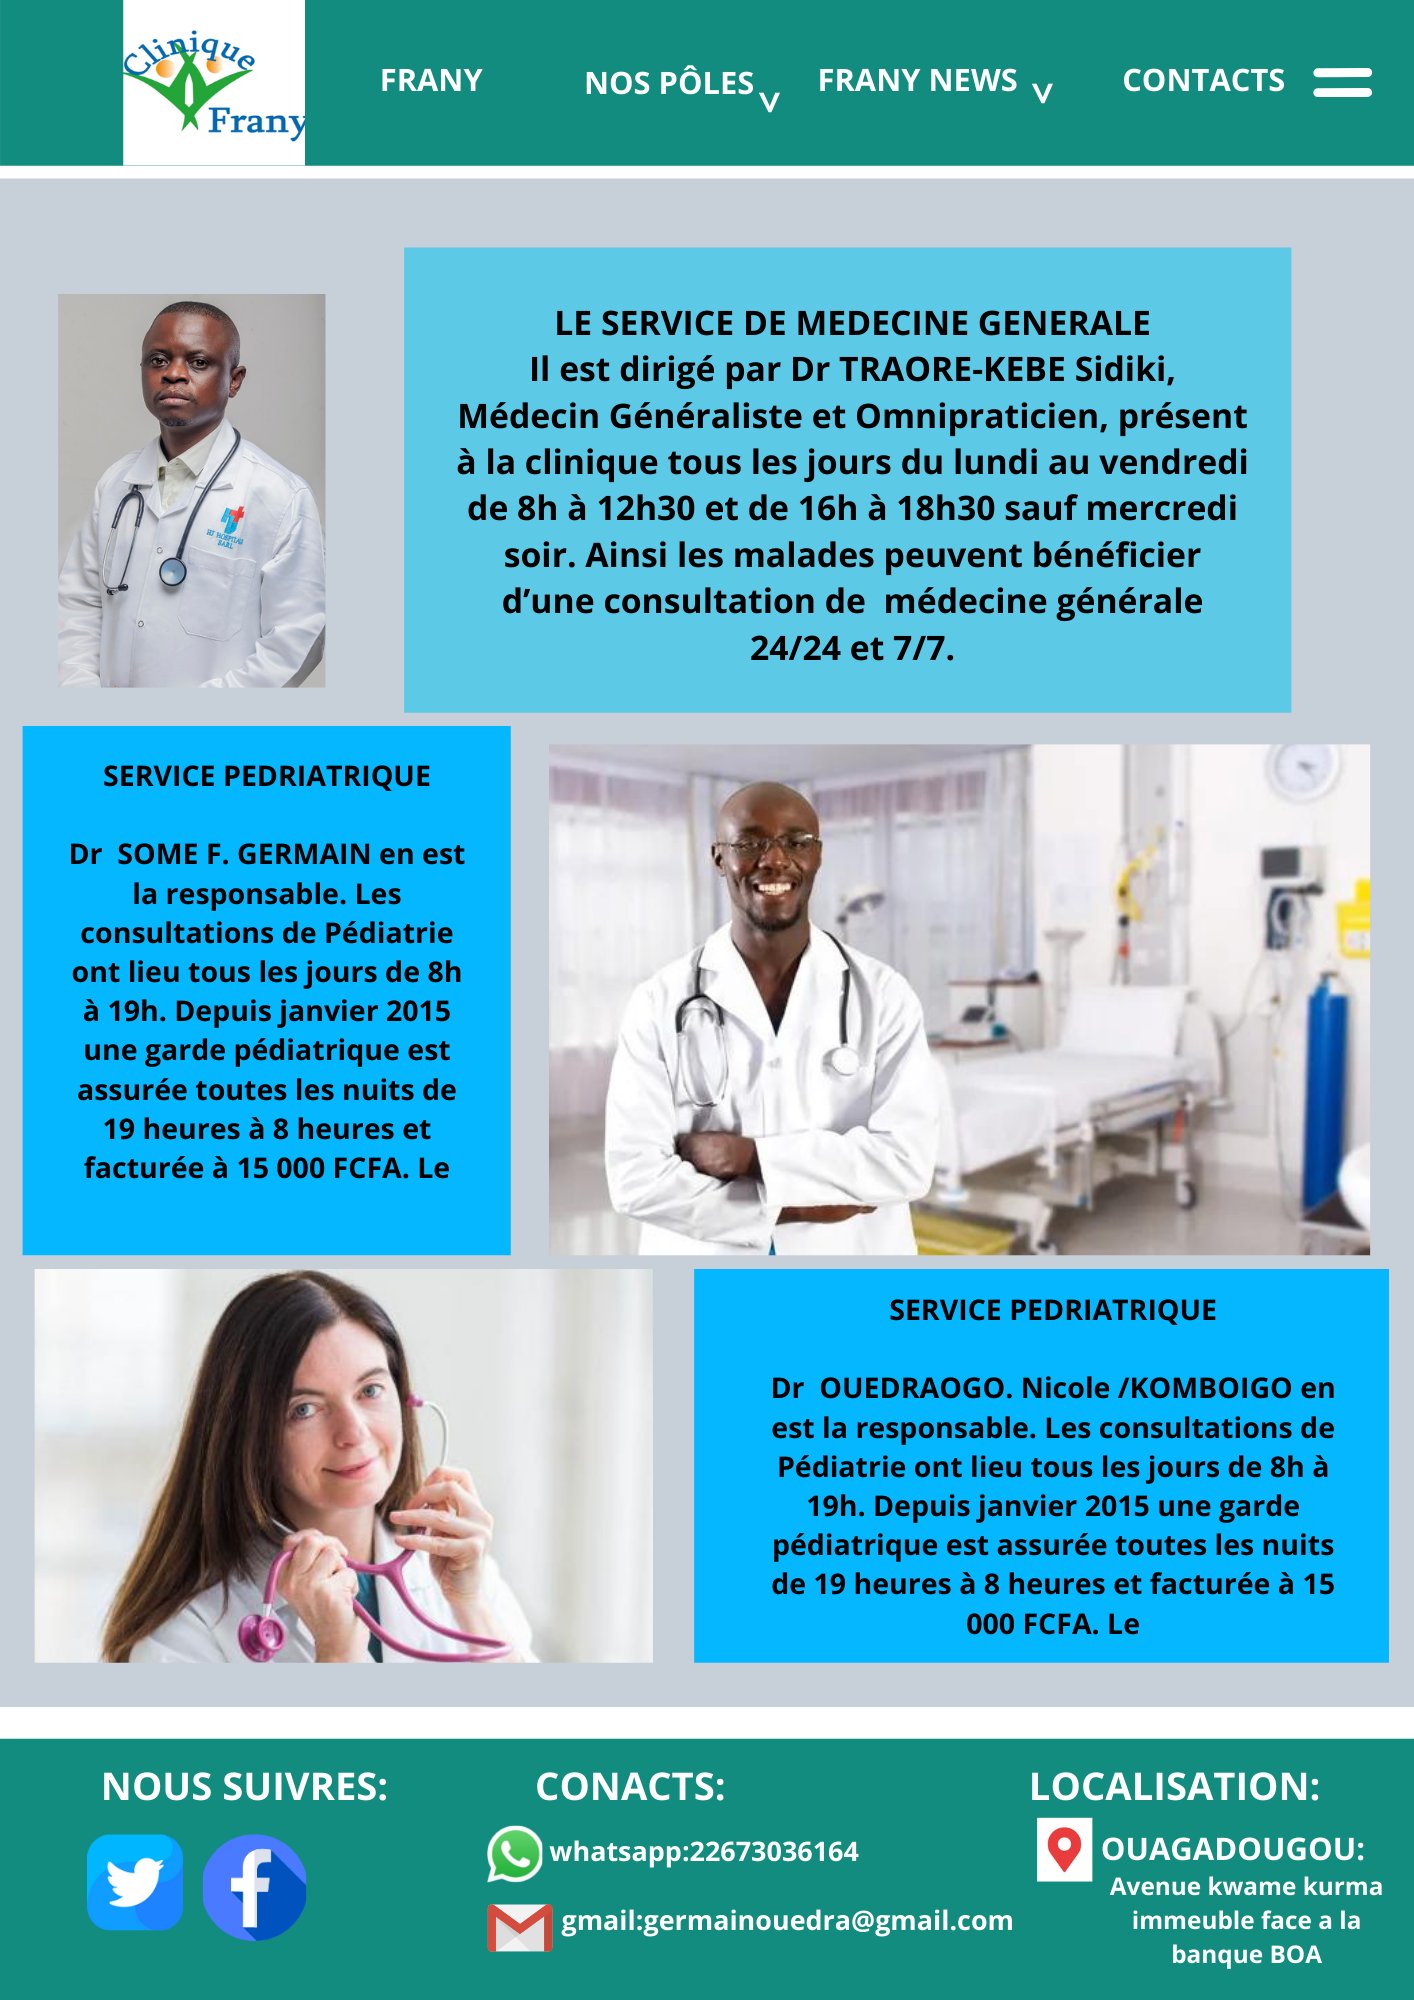 Clinique
Frany
FRANY
NOS PÔLES
FRANY NEWS
CONTACTS
LE SERVICE DE MEDECINE GENERALE
Il est dirigé par Dr TRAORE-KEBE Sidiki,
Médecin Généraliste et Omnipraticien, présent
à la clinique tous les jours du lundi au vendredi
de 8h à 12h30 et de 16h à 18h30 sauf mercredi
soir. Ainsi les malades peuvent bénéficier
d’une consultation de  médecine générale
24/24 et 7/7.
SERVICE PEDRIATRIQUE
Dr  SOME F. GERMAIN en est
la responsable. Les
consultations de Pédiatrie
ont lieu tous les jours de 8h
à 19h. Depuis janvier 2015
une garde pédiatrique est
assurée toutes les nuits de
19 heures à 8 heures et
facturée à 15 000 FCFA. Le
SERVICE PEDRIATRIQUE
Dr  OUEDRAOGO. Nicole /KOMBOIGO en
est la responsable. Les consultations de
Pédiatrie ont lieu tous les jours de 8h à
19h. Depuis janvier 2015 une garde
pédiatrique est assurée toutes les nuits
de 19 heures à 8 heures et facturée à 15
000 FCFA. Le
NOUS SUIVRES:
CONACTS:
whatsapp:22673036164
gmail:germainouedra@gmail.com
LOCALISATION:
OUAGADOUGOU:
Avenue kwame kurma
immeuble face a la
banque BOA